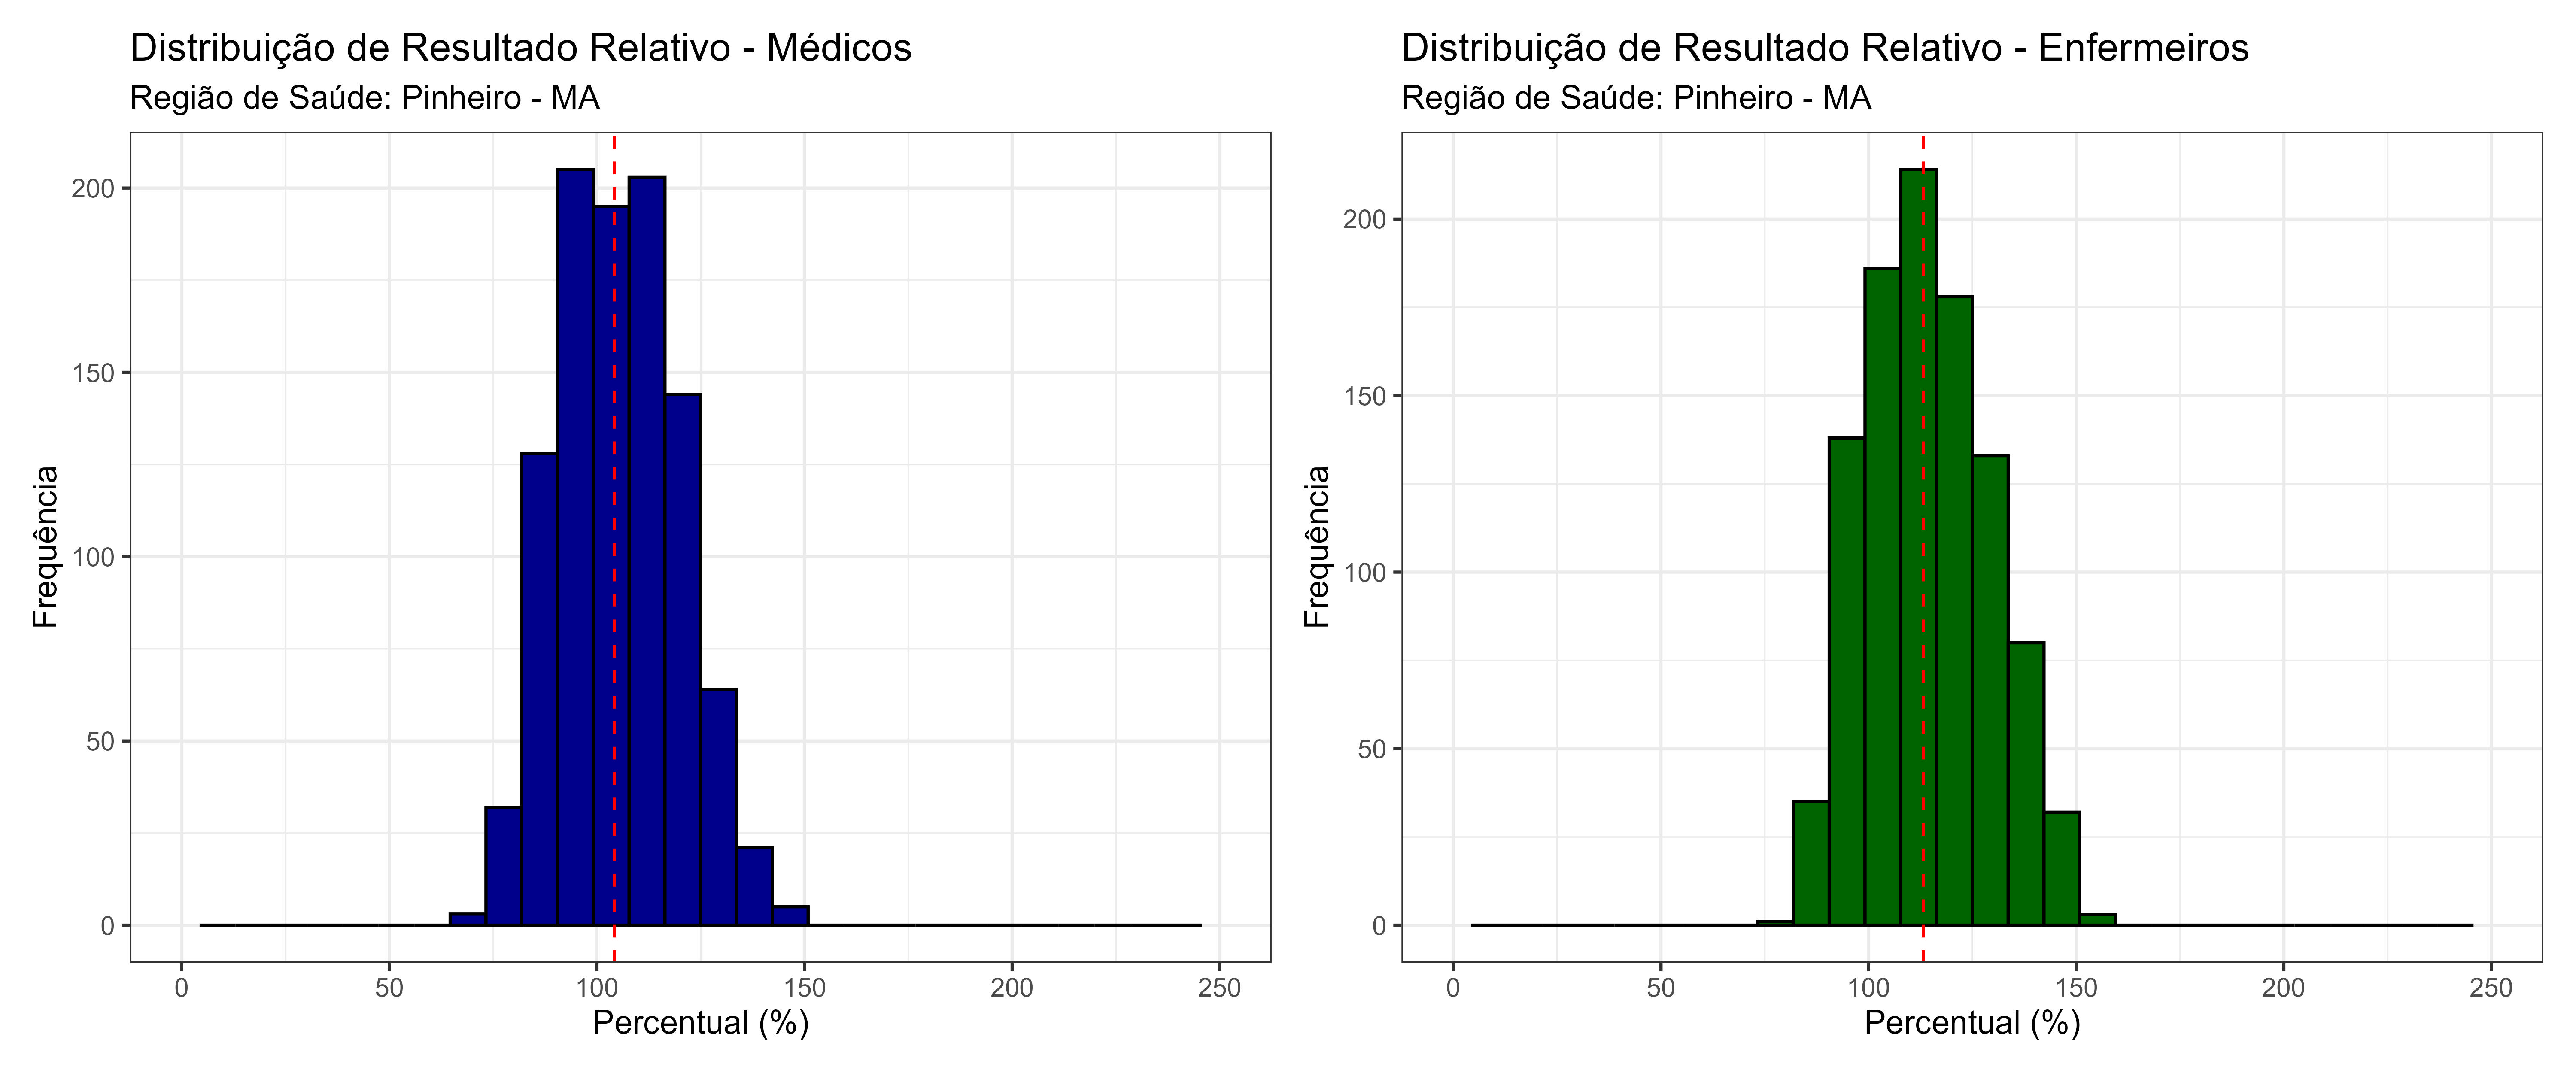 Distribuição de Resultado Relativo - Médicos
Região de Saúde: Pinheiro - MA
Frequência
200
150
100
50
0
0 50 100 150 200 250
Percentual (%)
Distribuição de Resultado Relativo - Enfermeiros
Região de Saúde: Pinheiro - MA
Frequência
200
150
100
50
0
0 50 100 150 200 250
Percentual (%)